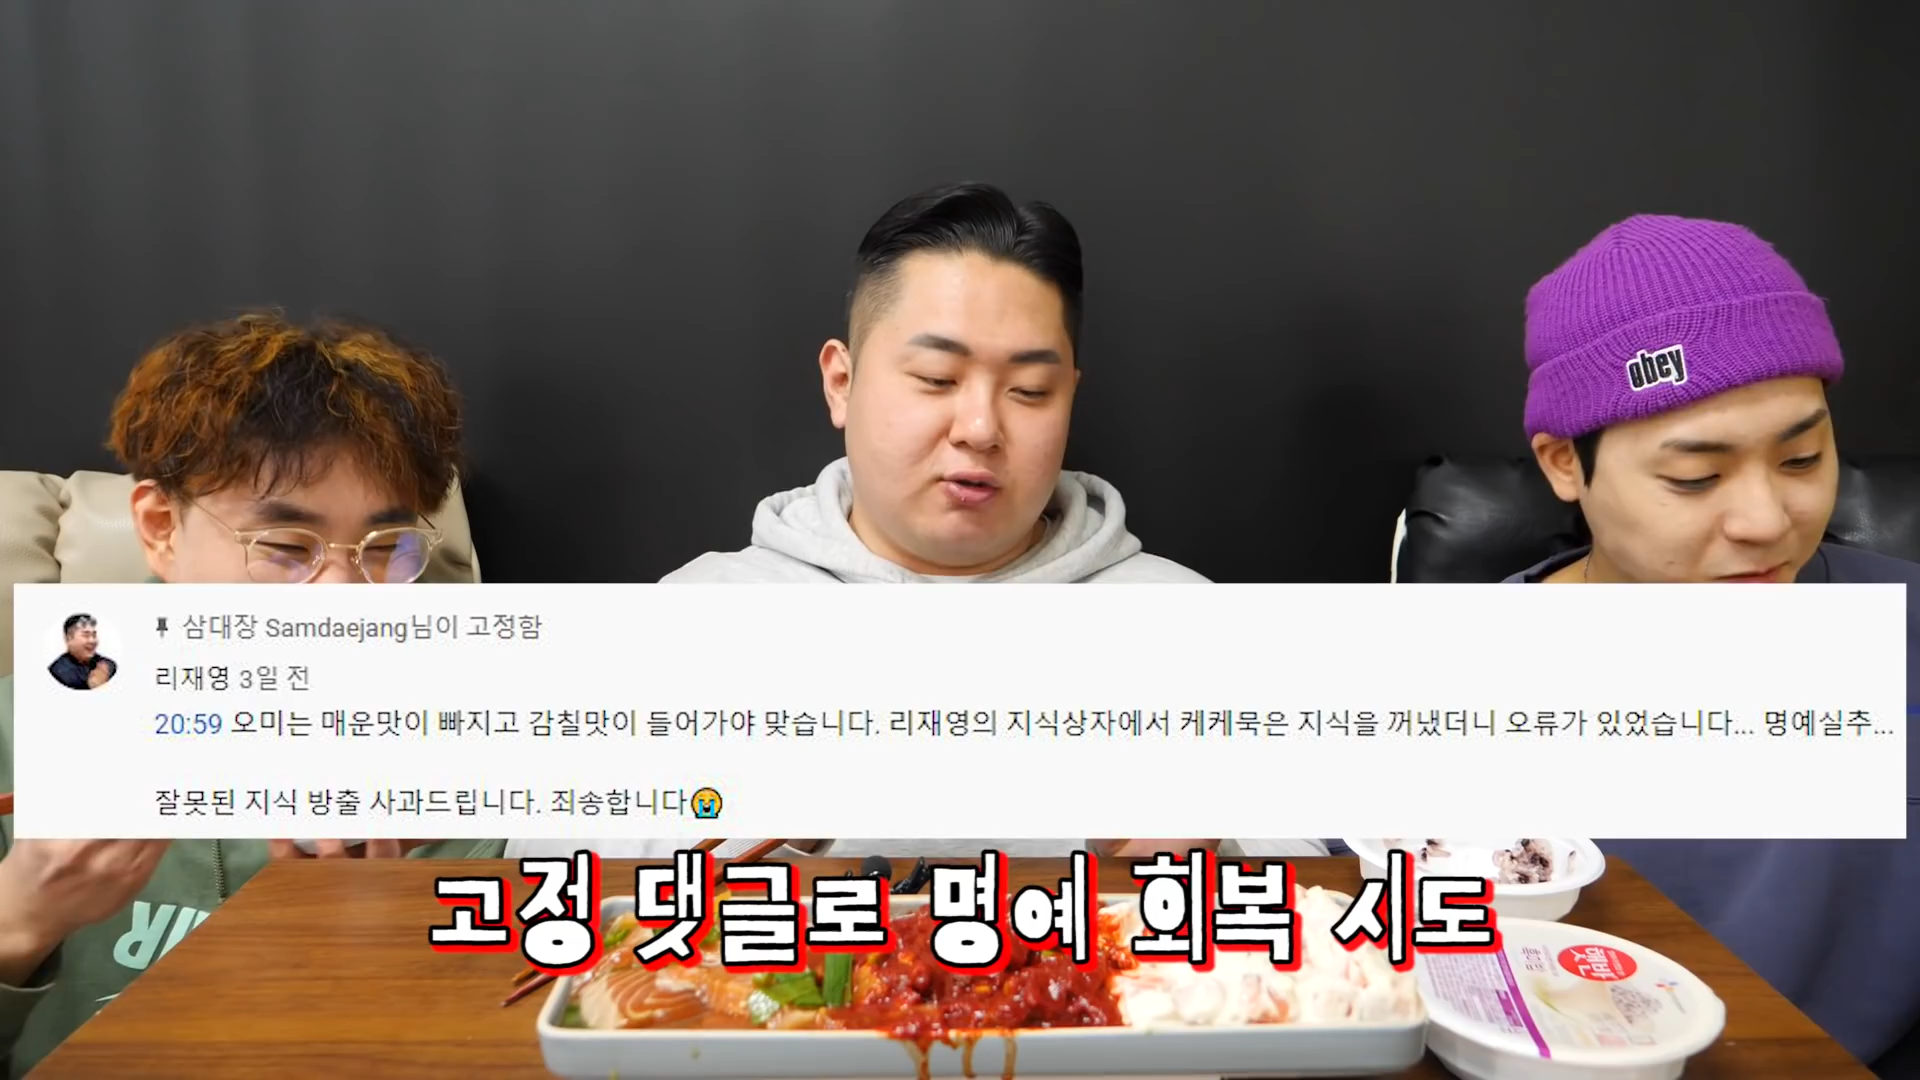 obey
삼대장 Samdaejang님이 고정함
리재영 3일 전
20:59 오미는 매운맛이 빠지고 감칠맛이 들어가야 맞습니다. 리재영의 지식상자에서 케케묵은 지식을 꺼냈더니 오류가 있었습니다... 명예실추...
잘못된 지식 방출 사과드립니다. 죄송합니다😭
고정 댓글로 명예 회복 시도
햇반